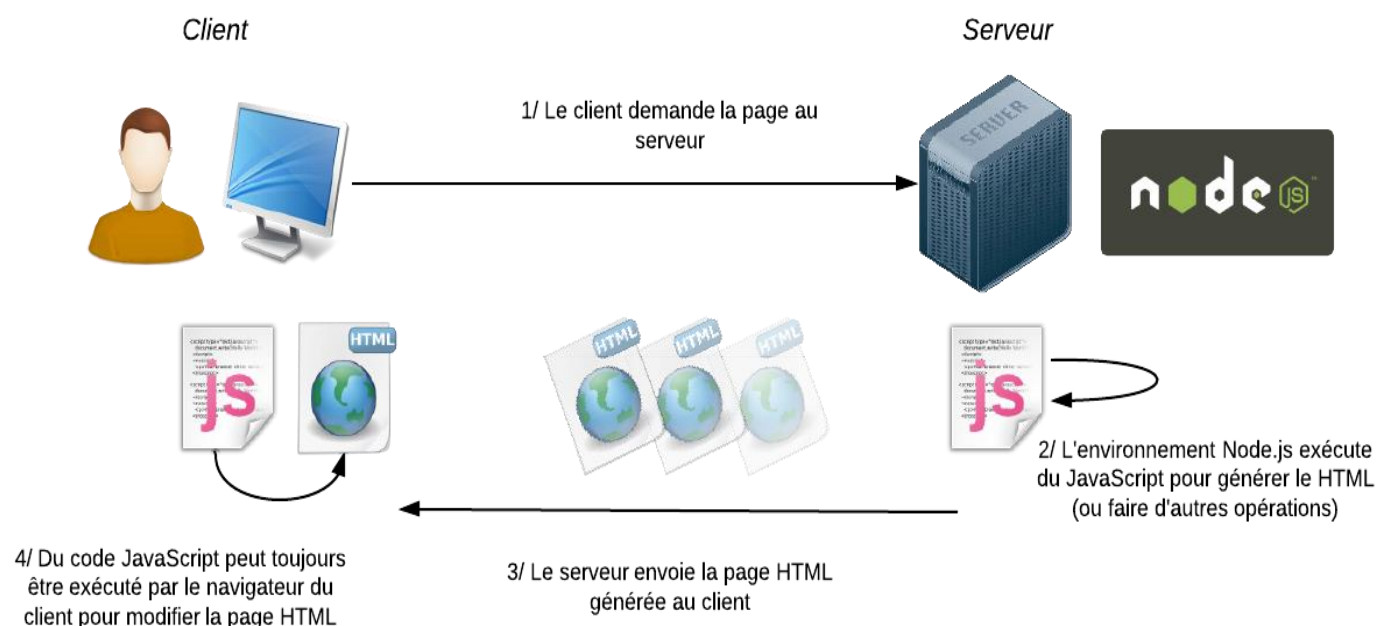 Client
Serveur
1/ Le client demande la page au
serveur
SERVER
node
JS
HTML
HTML
HTML
HTML
js
js
2/ L'environnement Node.js exécute
du JavaScript pour générer le HTML
(ou faire d'autres opérations)
3/ Le serveur envoie la page HTML
générée au client
4/ Du code JavaScript peut toujours
être exécuté par le navigateur du
client pour modifier la page HTML